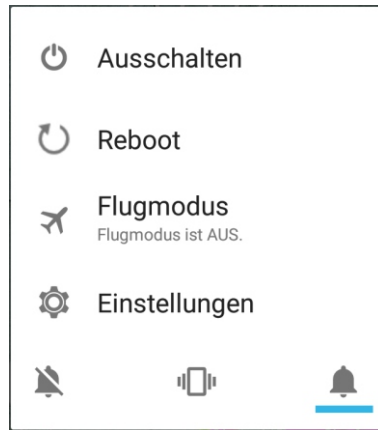 Ausschalten
Reboot
Flugmodus
Flugmodus ist AUS.
Einstellungen